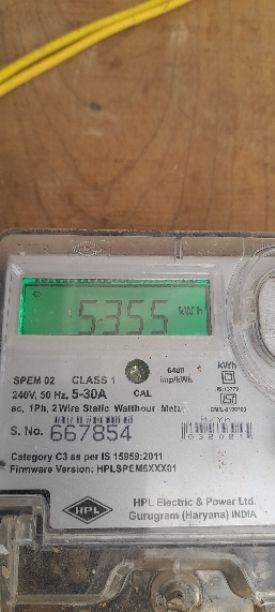 5355 kWh
SPEM 02 CLASS 1
6400 imp/kWh
kWh
240V, 50 Hz, 5-30A CAL
ac, 1Ph, 2 Wire Static Watthour Meter
S. No. 667854
Category C3 as per IS 15959:2011
Firmware Version: HPLSPEM6XXX01
HPL
HPL Electric & Power Ltd.
Gurugram (Haryana) INDIA